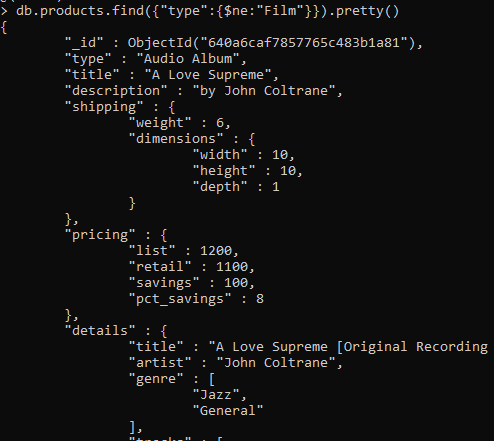 > db.products.find({"type":{$ne:"Film"}}).pretty()
{
"_id" : ObjectId("640a6caf7857765c483b1a81"),
"type" : "Audio Album",
"title" : "A Love Supreme",
"description" : "by John Coltrane",
"shipping" : {
"weight" : 6,
"dimensions" : {
"width" : 10,
"height" : 10,
"depth" : 1
}
},
"pricing" : {
"list" : 1200,
"retail" : 1100,
"savings" : 100,
"pct_savings" : 8
},
"details" : {
"title" : "A Love Supreme [Original Recording
"artist" : "John Coltrane",
"genre" : [
"Jazz",
"General"
],
"tracks" : [